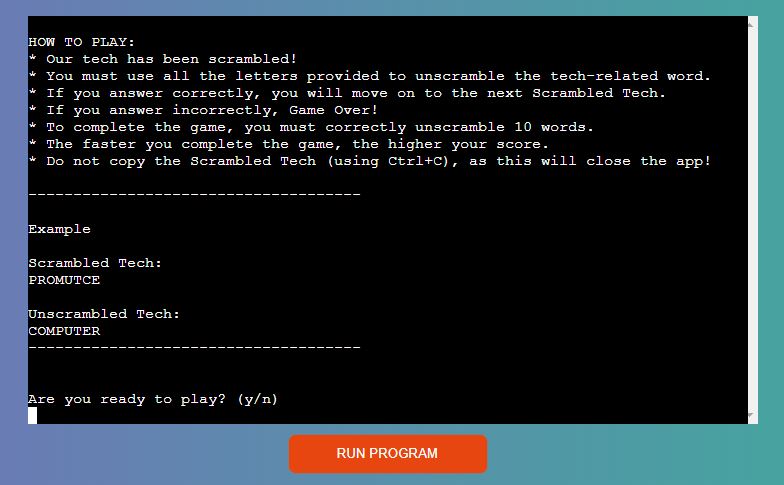 HOW TO PLAY:
* Our tech has been scrambled!
* You must use all the letters provided to unscramble the tech-related word.
* If you answer correctly, you will move on to the next Scrambled Tech.
* If you answer incorrectly, Game Over!
* To complete the game, you must correctly unscramble 10 words.
* The faster you complete the game, the higher your score.
* Do not copy the Scrambled Tech (using Ctrl+C), as this will close the app!
-------------------------------------
Example
Scrambled Tech:
PROMUTCE
Unscrambled Tech:
COMPUTER
-------------------------------------
Are you ready to play? (y/n)
RUN PROGRAM